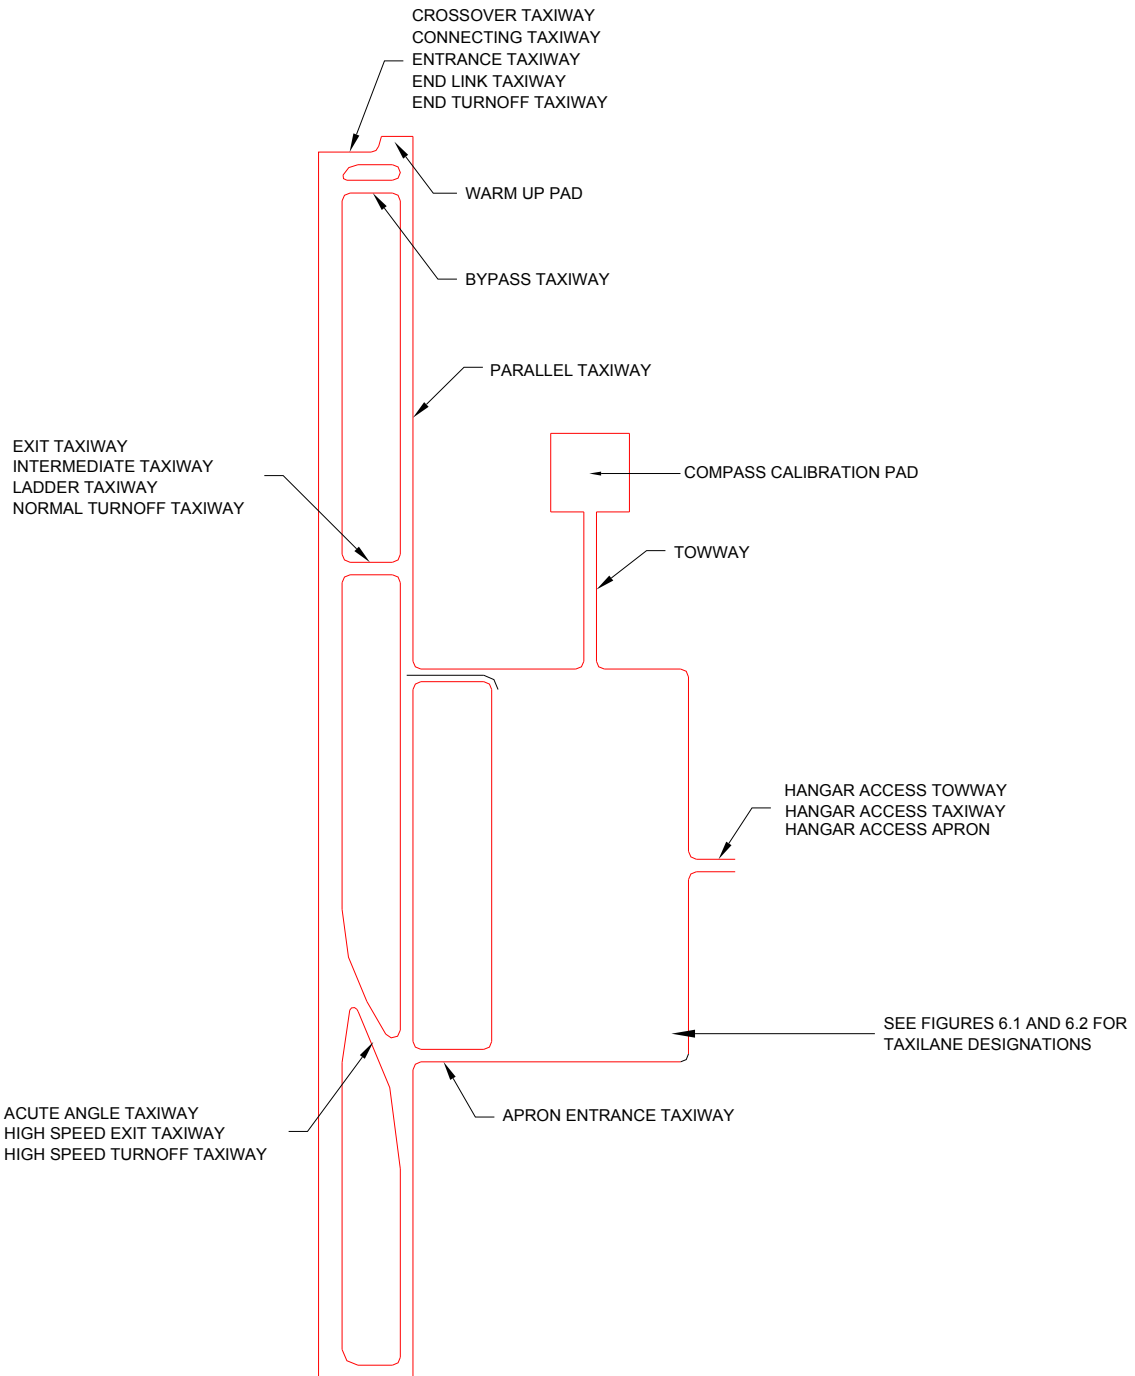 CROSSOVER TAXIWAY
CONNECTING TAXIWAY
ENTRANCE TAXIWAY
END LINK TAXIWAY
END TURNOFF TAXIWAY
WARM UP PAD
BYPASS TAXIWAY
PARALLEL TAXIWAY
EXIT TAXIWAY
INTERMEDIATE TAXIWAY
LADDER TAXIWAY
NORMAL TURNOFF TAXIWAY
COMPASS CALIBRATION PAD
TOWWAY
HANGAR ACCESS TOWWAY
HANGAR ACCESS TAXIWAY
HANGAR ACCESS APRON
SEE FIGURES 6.1 AND 6.2 FOR
TAXILANE DESIGNATIONS
ACUTE ANGLE TAXIWAY
HIGH SPEED EXIT TAXIWAY
HIGH SPEED TURNOFF TAXIWAY
APRON ENTRANCE TAXIWAY